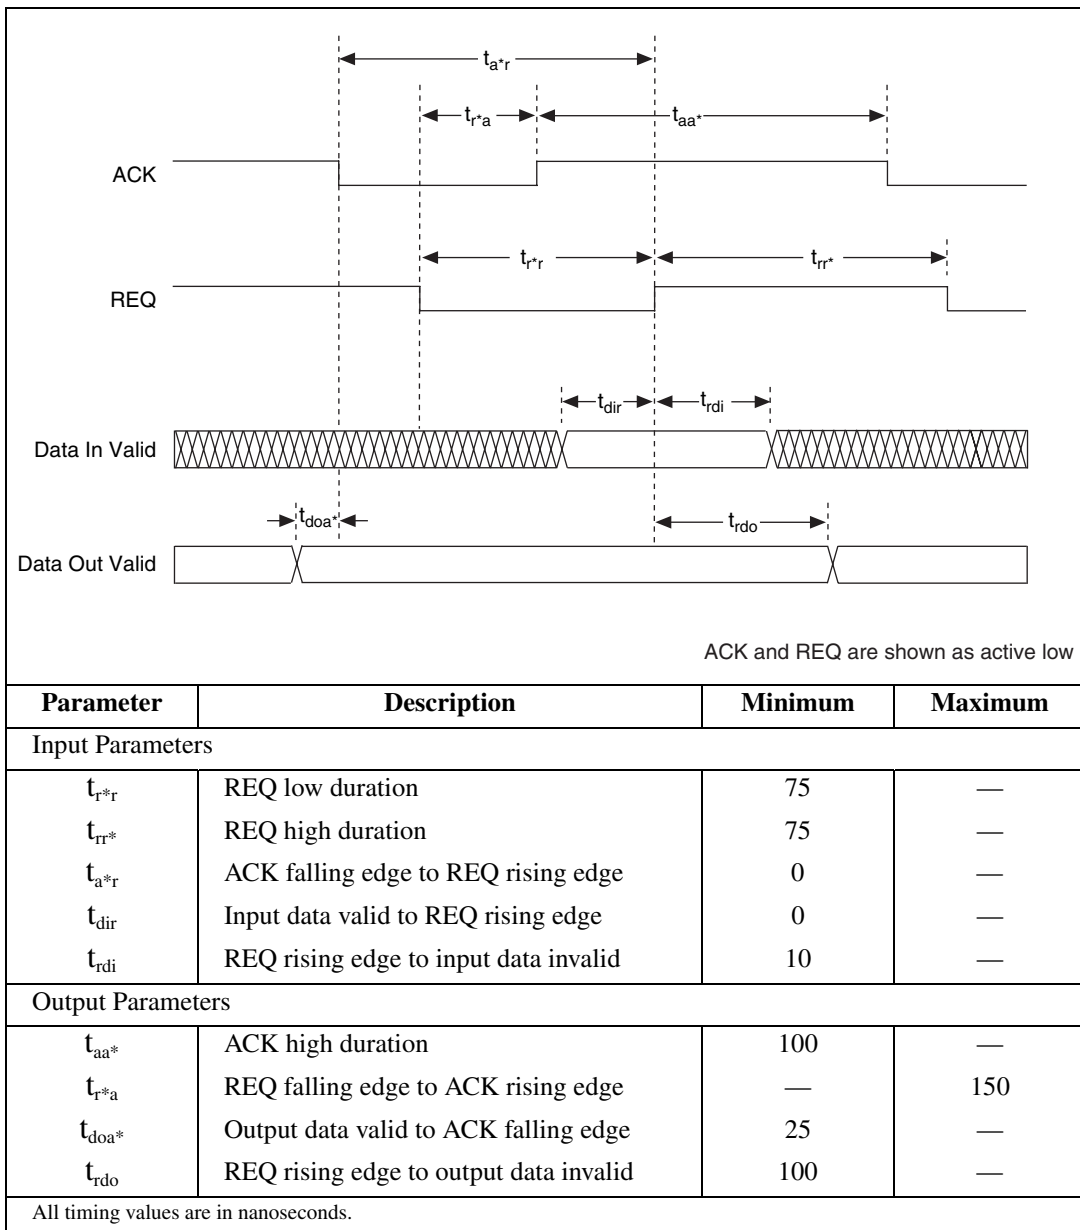 t_a*r
t_r*a t_aa*
ACK
t_r*r t_rr*
REQ
t_dir t_rdi
Data In Valid
t_doa* t_rdo
Data Out Valid
ACK and REQ are shown as active low
Parameter Description Minimum Maximum
Input Parameters
t_r*r REQ low duration 75 —
t_rr* REQ high duration 75 —
t_a*r ACK falling edge to REQ rising edge 0 —
t_dir Input data valid to REQ rising edge 0 —
t_rdi REQ rising edge to input data invalid 10 —
Output Parameters
t_aa* ACK high duration 100 —
t_r*a REQ falling edge to ACK rising edge — 150
t_doa* Output data valid to ACK falling edge 25 —
t_rdo REQ rising edge to output data invalid 100 —
All timing values are in nanoseconds.